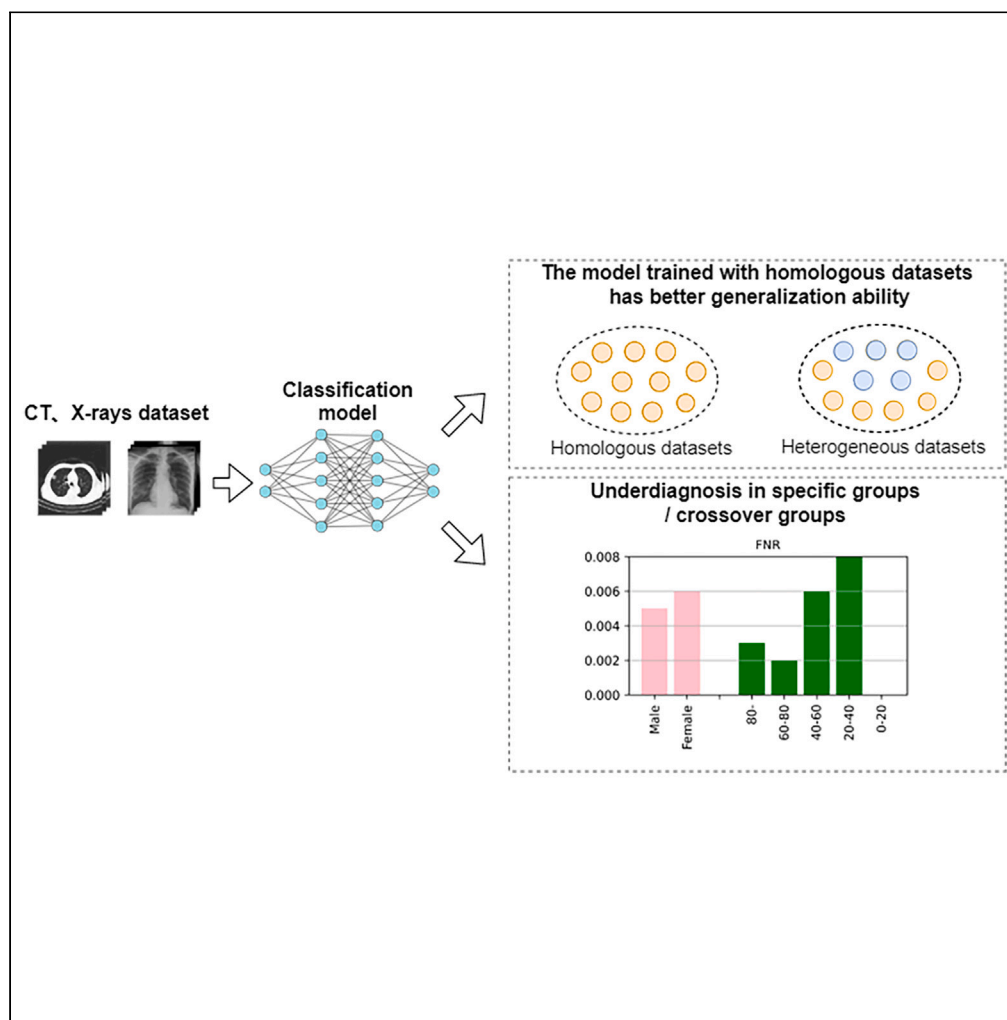 CT、X-rays dataset
Classification
model
The model trained with homologous datasets
has better generalization ability
Homologous datasets
Heterogeneous datasets
Underdiagnosis in specific groups
/ crossover groups
FNR
0.008
0.006
0.004
0.002
0.000
Male
Female
80-
60-80
40-60
20-40
0-20